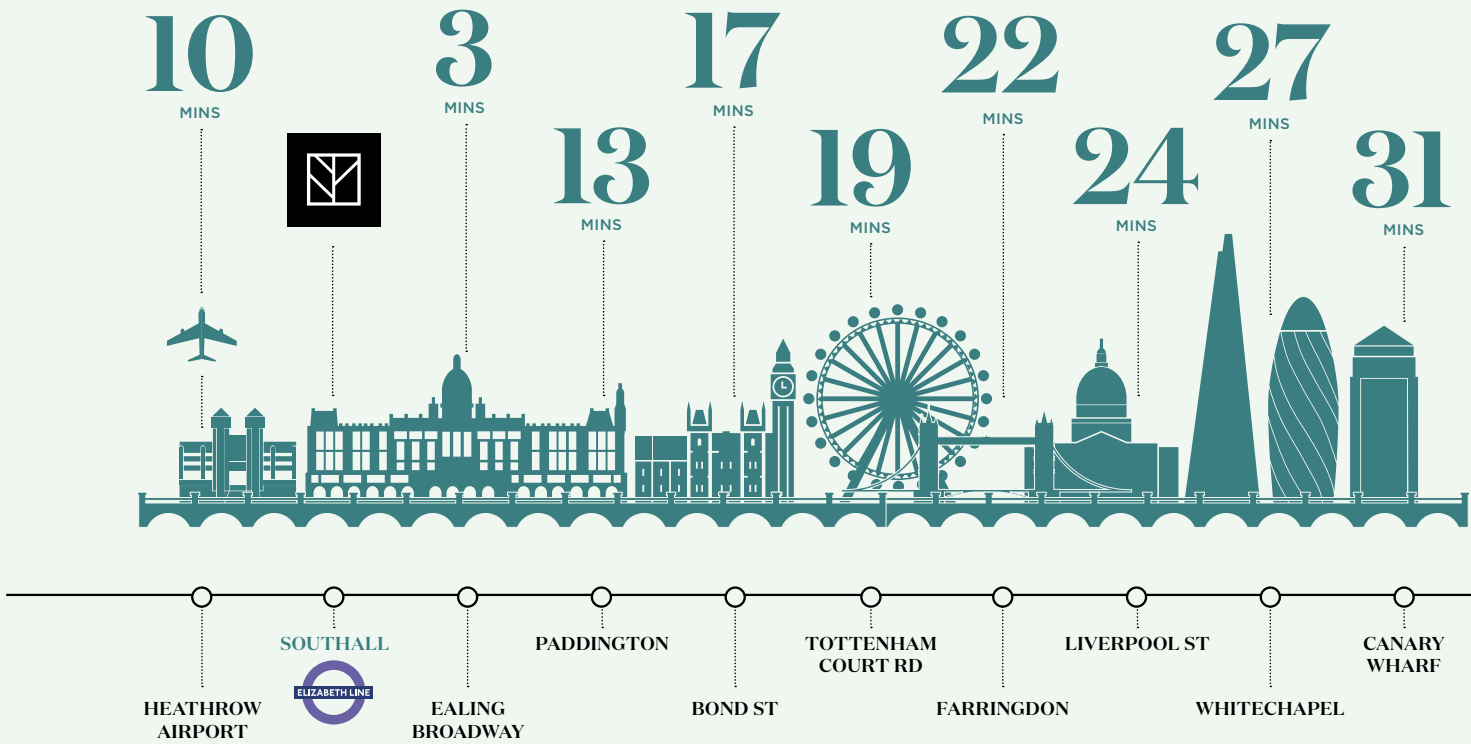 10
MINS
3
MINS
17
MINS
22
MINS
27
MINS
13
MINS
19
MINS
24
MINS
31
MINS
SOUTHALL
PADDINGTON
TOTTENHAM
COURT RD
LIVERPOOL ST
CANARY
WHARF
ELIZABETH LINE
HEATHROW
AIRPORT
EALING
BROADWAY
BOND ST
FARRINGDON
WHITECHAPEL